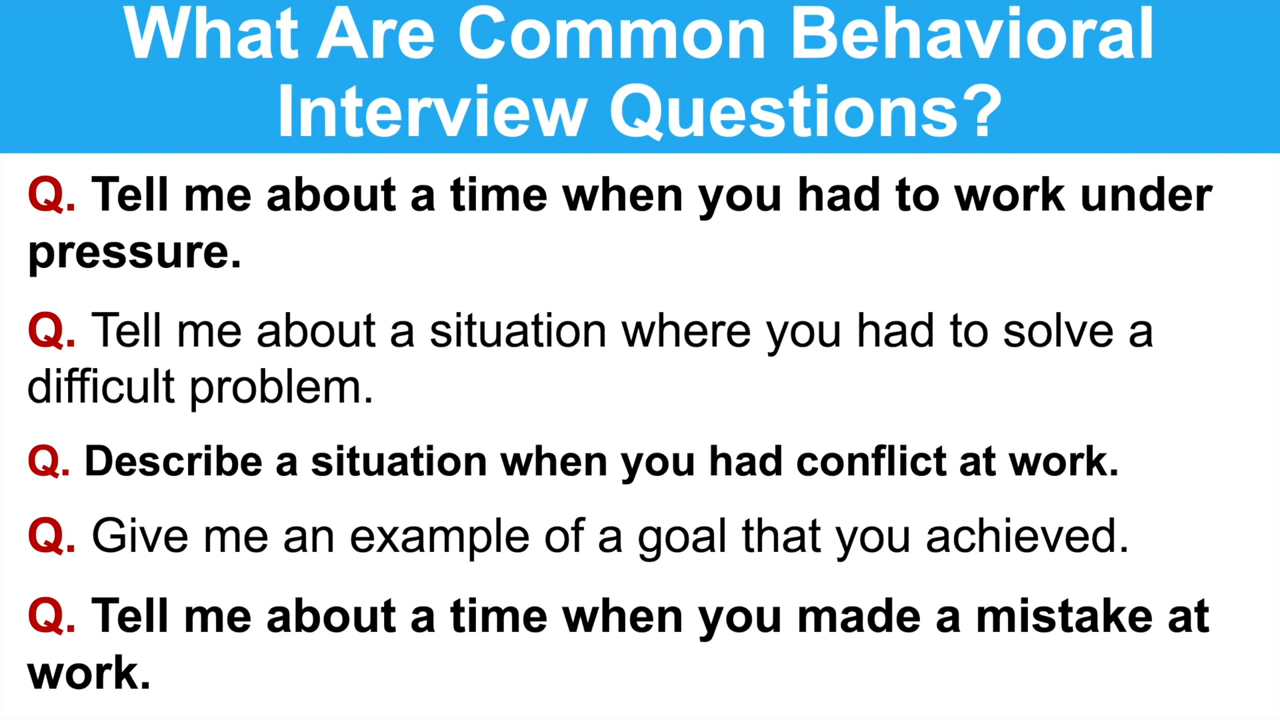 What Are Common Behavioral
Interview Questions?
Q. Tell me about a time when you had to work under
pressure.
Q. Tell me about a situation where you had to solve a
difficult problem.
Q. Describe a situation when you had conflict at work.
Q. Give me an example of a goal that you achieved.
Q. Tell me about a time when you made a mistake at
work.